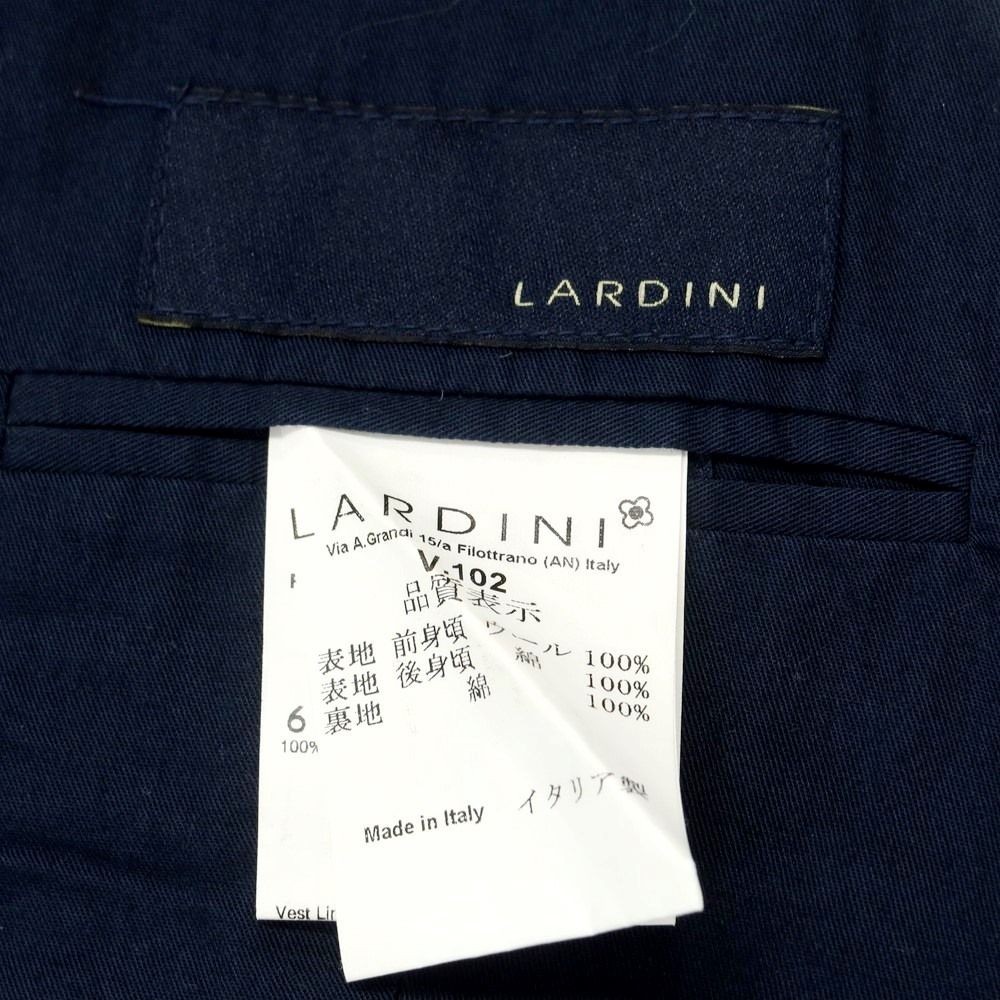 LARDINI
LARDINI
Via A.Grandi 15/a Filottrano (AN) Italy
V.102
品質表示
表地 前身頃 ウール 100%
表地 後身頃 綿 100%
裏地 綿 100%
6
100%
Made in Italy イタリア製
Vest